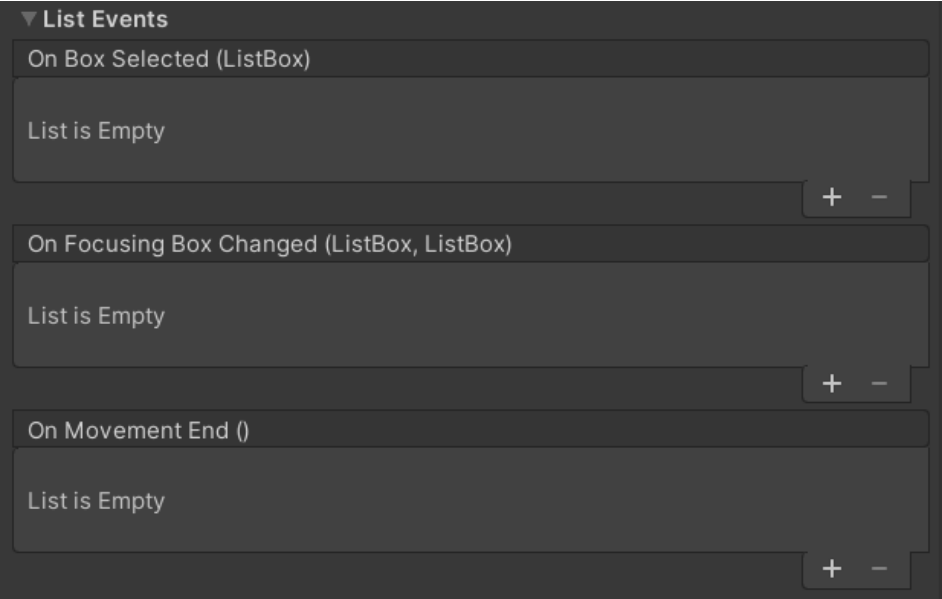 List Events
On Box Selected (ListBox)
List is Empty
On Focusing Box Changed (ListBox, ListBox)
List is Empty
On Movement End ()
List is Empty